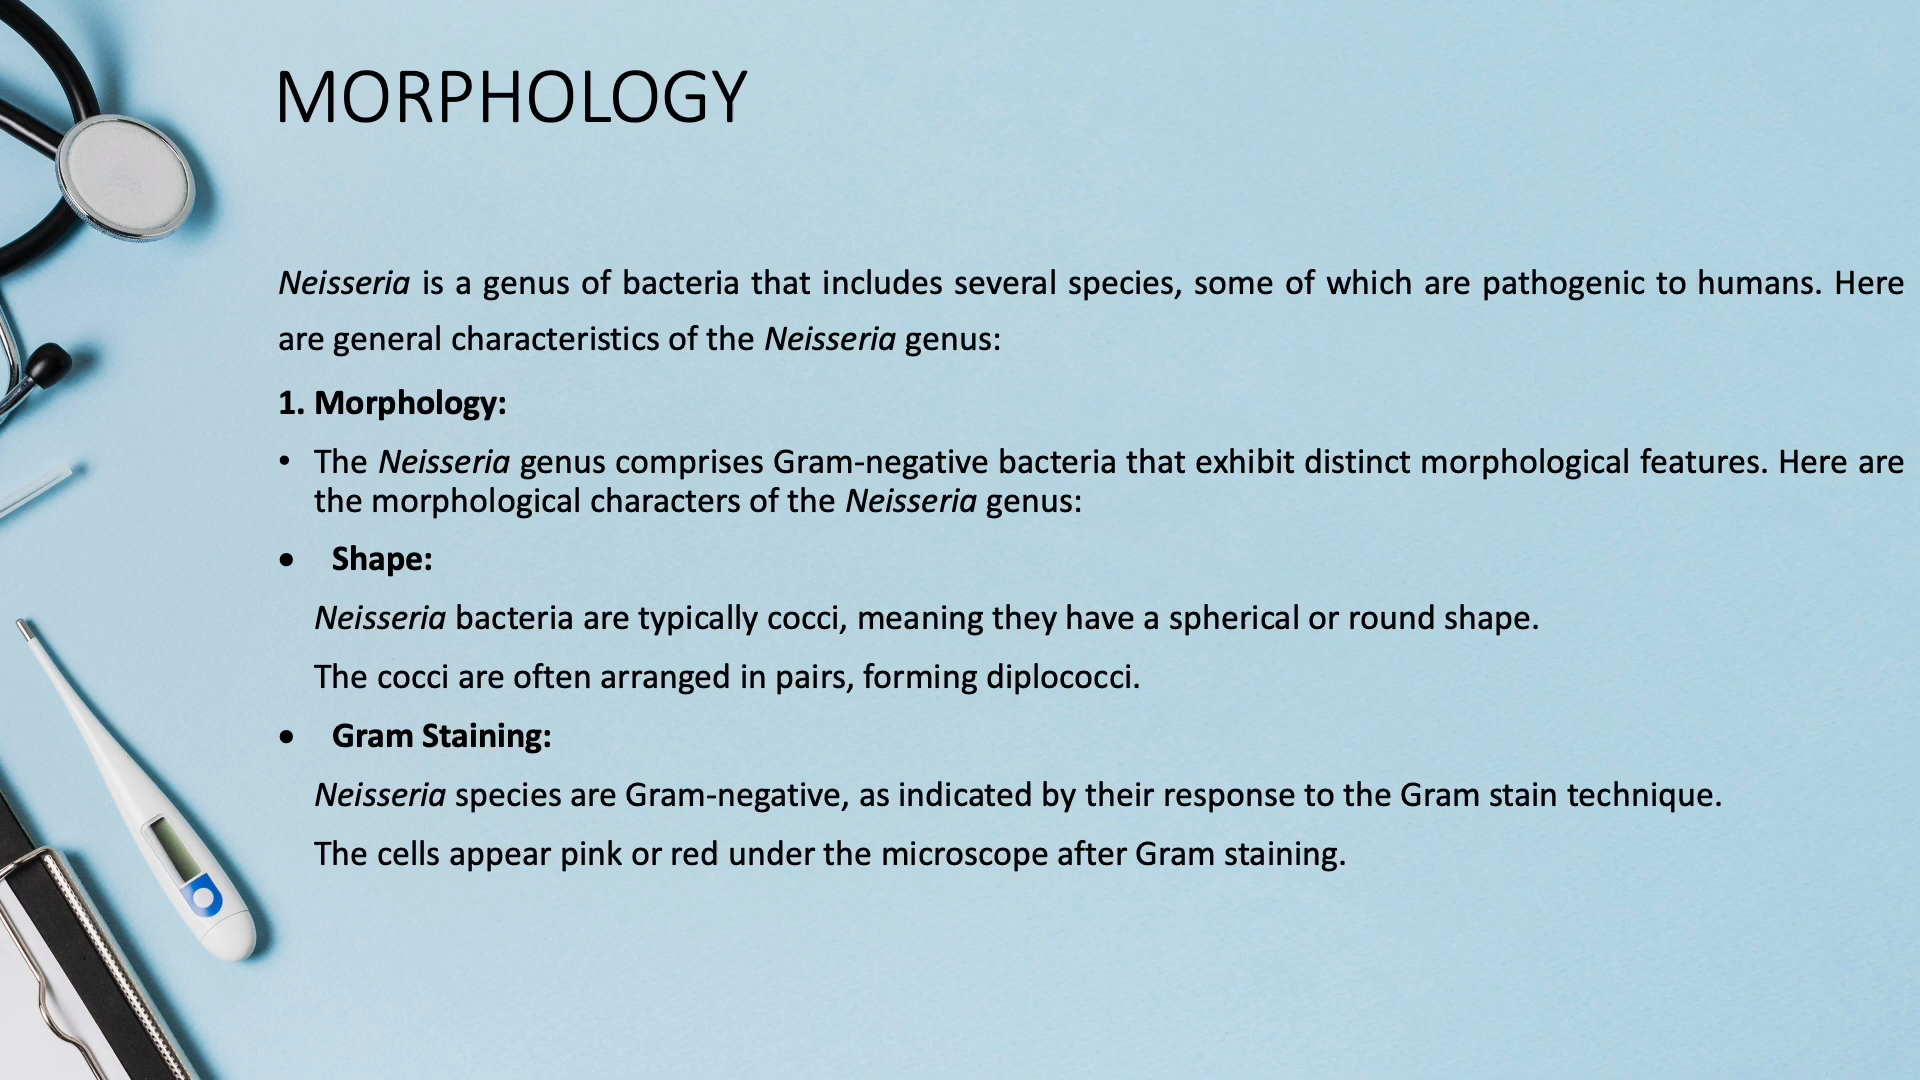 MORPHOLOGY
Neisseria is a genus of bacteria that includes several species, some of which are pathogenic to humans. Here
are general characteristics of the Neisseria genus:
1. Morphology:
• The Neisseria genus comprises Gram-negative bacteria that exhibit distinct morphological features. Here are
the morphological characters of the Neisseria genus:
• Shape:
Neisseria bacteria are typically cocci, meaning they have a spherical or round shape.
The cocci are often arranged in pairs, forming diplococci.
• Gram Staining:
Neisseria species are Gram-negative, as indicated by their response to the Gram stain technique.
The cells appear pink or red under the microscope after Gram staining.